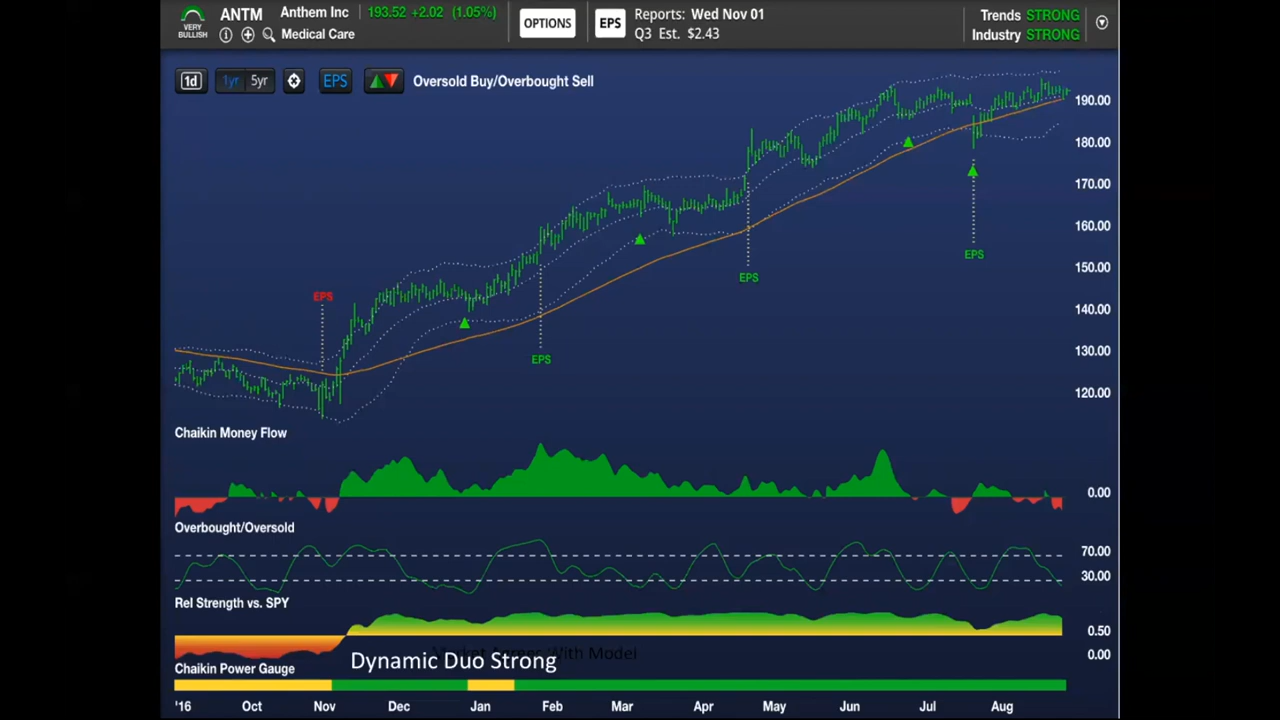 VERY
BULLISH
ANTM
Anthem Inc
193.52 +2.02 (1.05%)
Medical Care
OPTIONS
EPS
Reports: Wed Nov 01
Q3 Est. $2.43
Trends STRONG
Industry STRONG
1d
1yr 5yr
EPS
Oversold Buy/Overbought Sell
190.00
180.00
170.00
160.00
150.00
140.00
130.00
120.00
EPS
EPS
EPS
EPS
Chaikin Money Flow
0.00
Overbought/Oversold
70.00
30.00
Rel Strength vs. SPY
0.50
0.00
Dynamic Duo Strong
With Model
Chaikin Power Gauge
'16 Oct Nov Dec Jan Feb Mar Apr May Jun Jul Aug